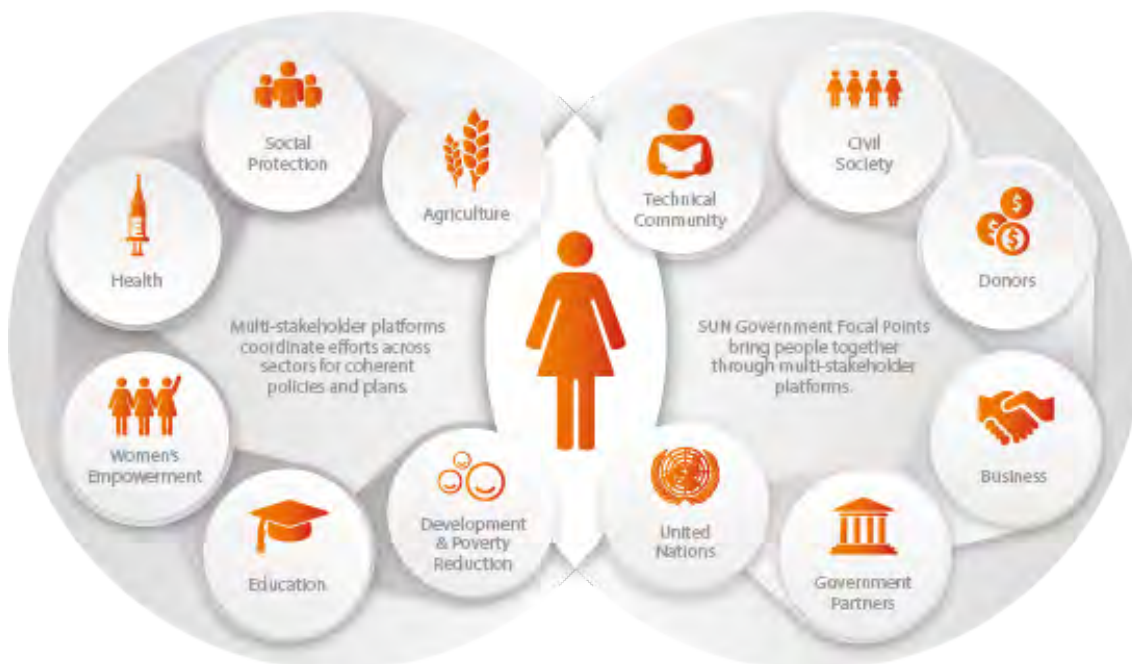 Social
Protection
Agriculture
Health
Multi-stakeholder platforms
coordinate efforts across
sectors for coherent
policies and plans
Women's
Empowerment
Education
Development
& Poverty
Reduction
Technical
Community
Civil
Society
$
$
$
Donors
SUN Government Focal Points
bring people together
through multi-stakeholder
platforms.
Business
United
Nations
Government
Partners